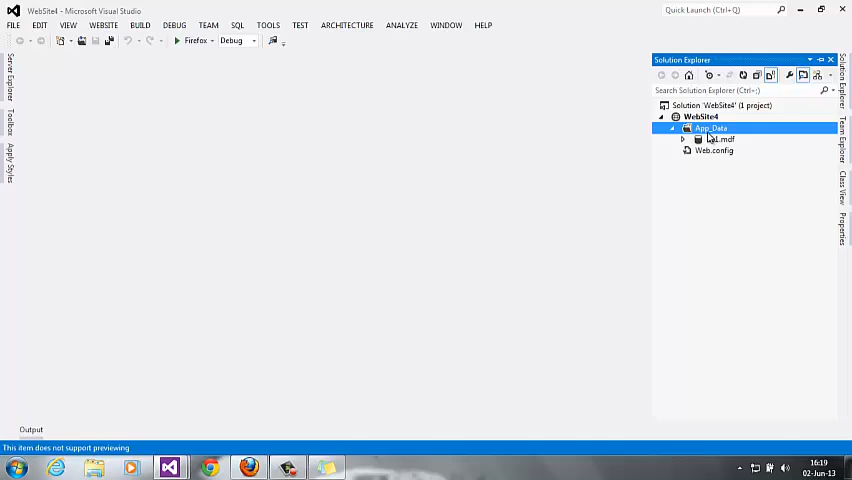 WebSite4 - Microsoft Visual Studio
Quick Launch (Ctrl+Q)
FILE EDIT VIEW WEBSITE BUILD DEBUG TEAM SQL TOOLS TEST ARCHITECTURE ANALYZE WINDOW HELP
Firefox Debug
Server Explorer
Toolbox
Apply Styles
Solution Explorer
Search Solution Explorer (Ctrl+;)
Solution 'WebSite4' (1 project)
WebSite4
App_Data
1.mdf
Web.config
Solution Explorer
Team Explorer
Class View
Properties
Output
This item does not support previewing
16:19
02-Jun-13